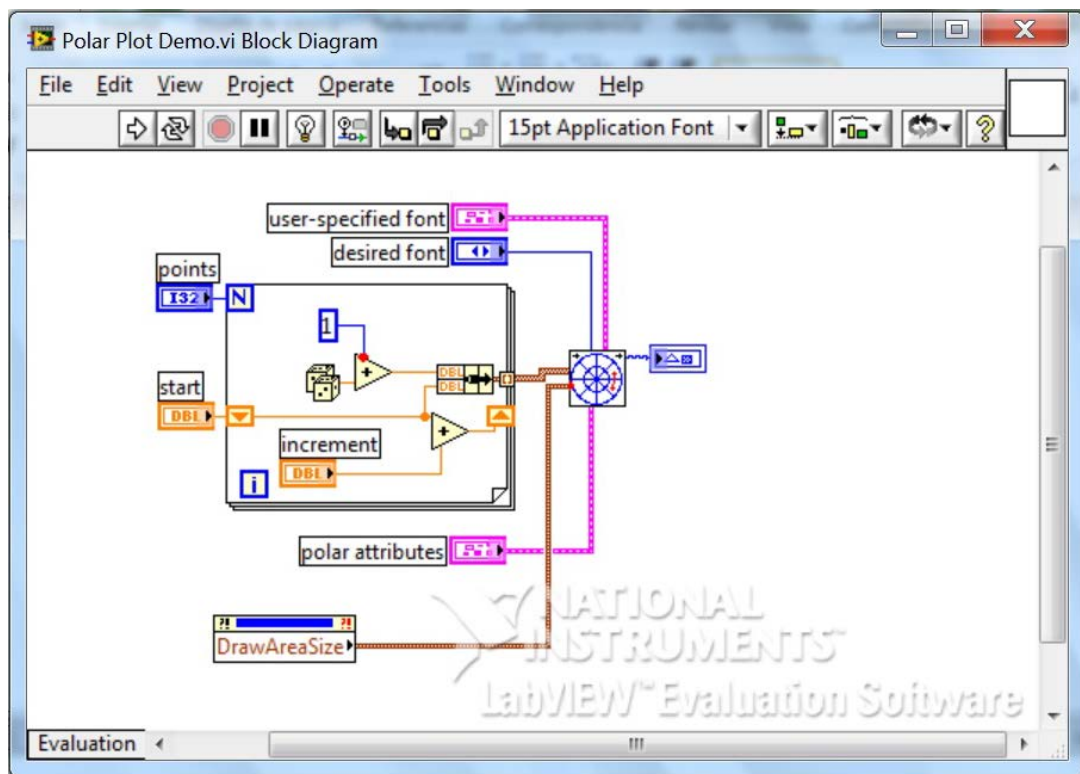 Polar Plot Demo.vi Block Diagram
File Edit View Project Operate Tools Window Help
15pt Application Font
user-specified font
desired font
points
I32
N
1
+
DBL
DBL
start
DBL
+
increment
DBL
i
polar attributes
?! ?!
DrawAreaSize
NATIONAL
INSTRUMENTS™
LabVIEW™ Evaluation Software
Evaluation